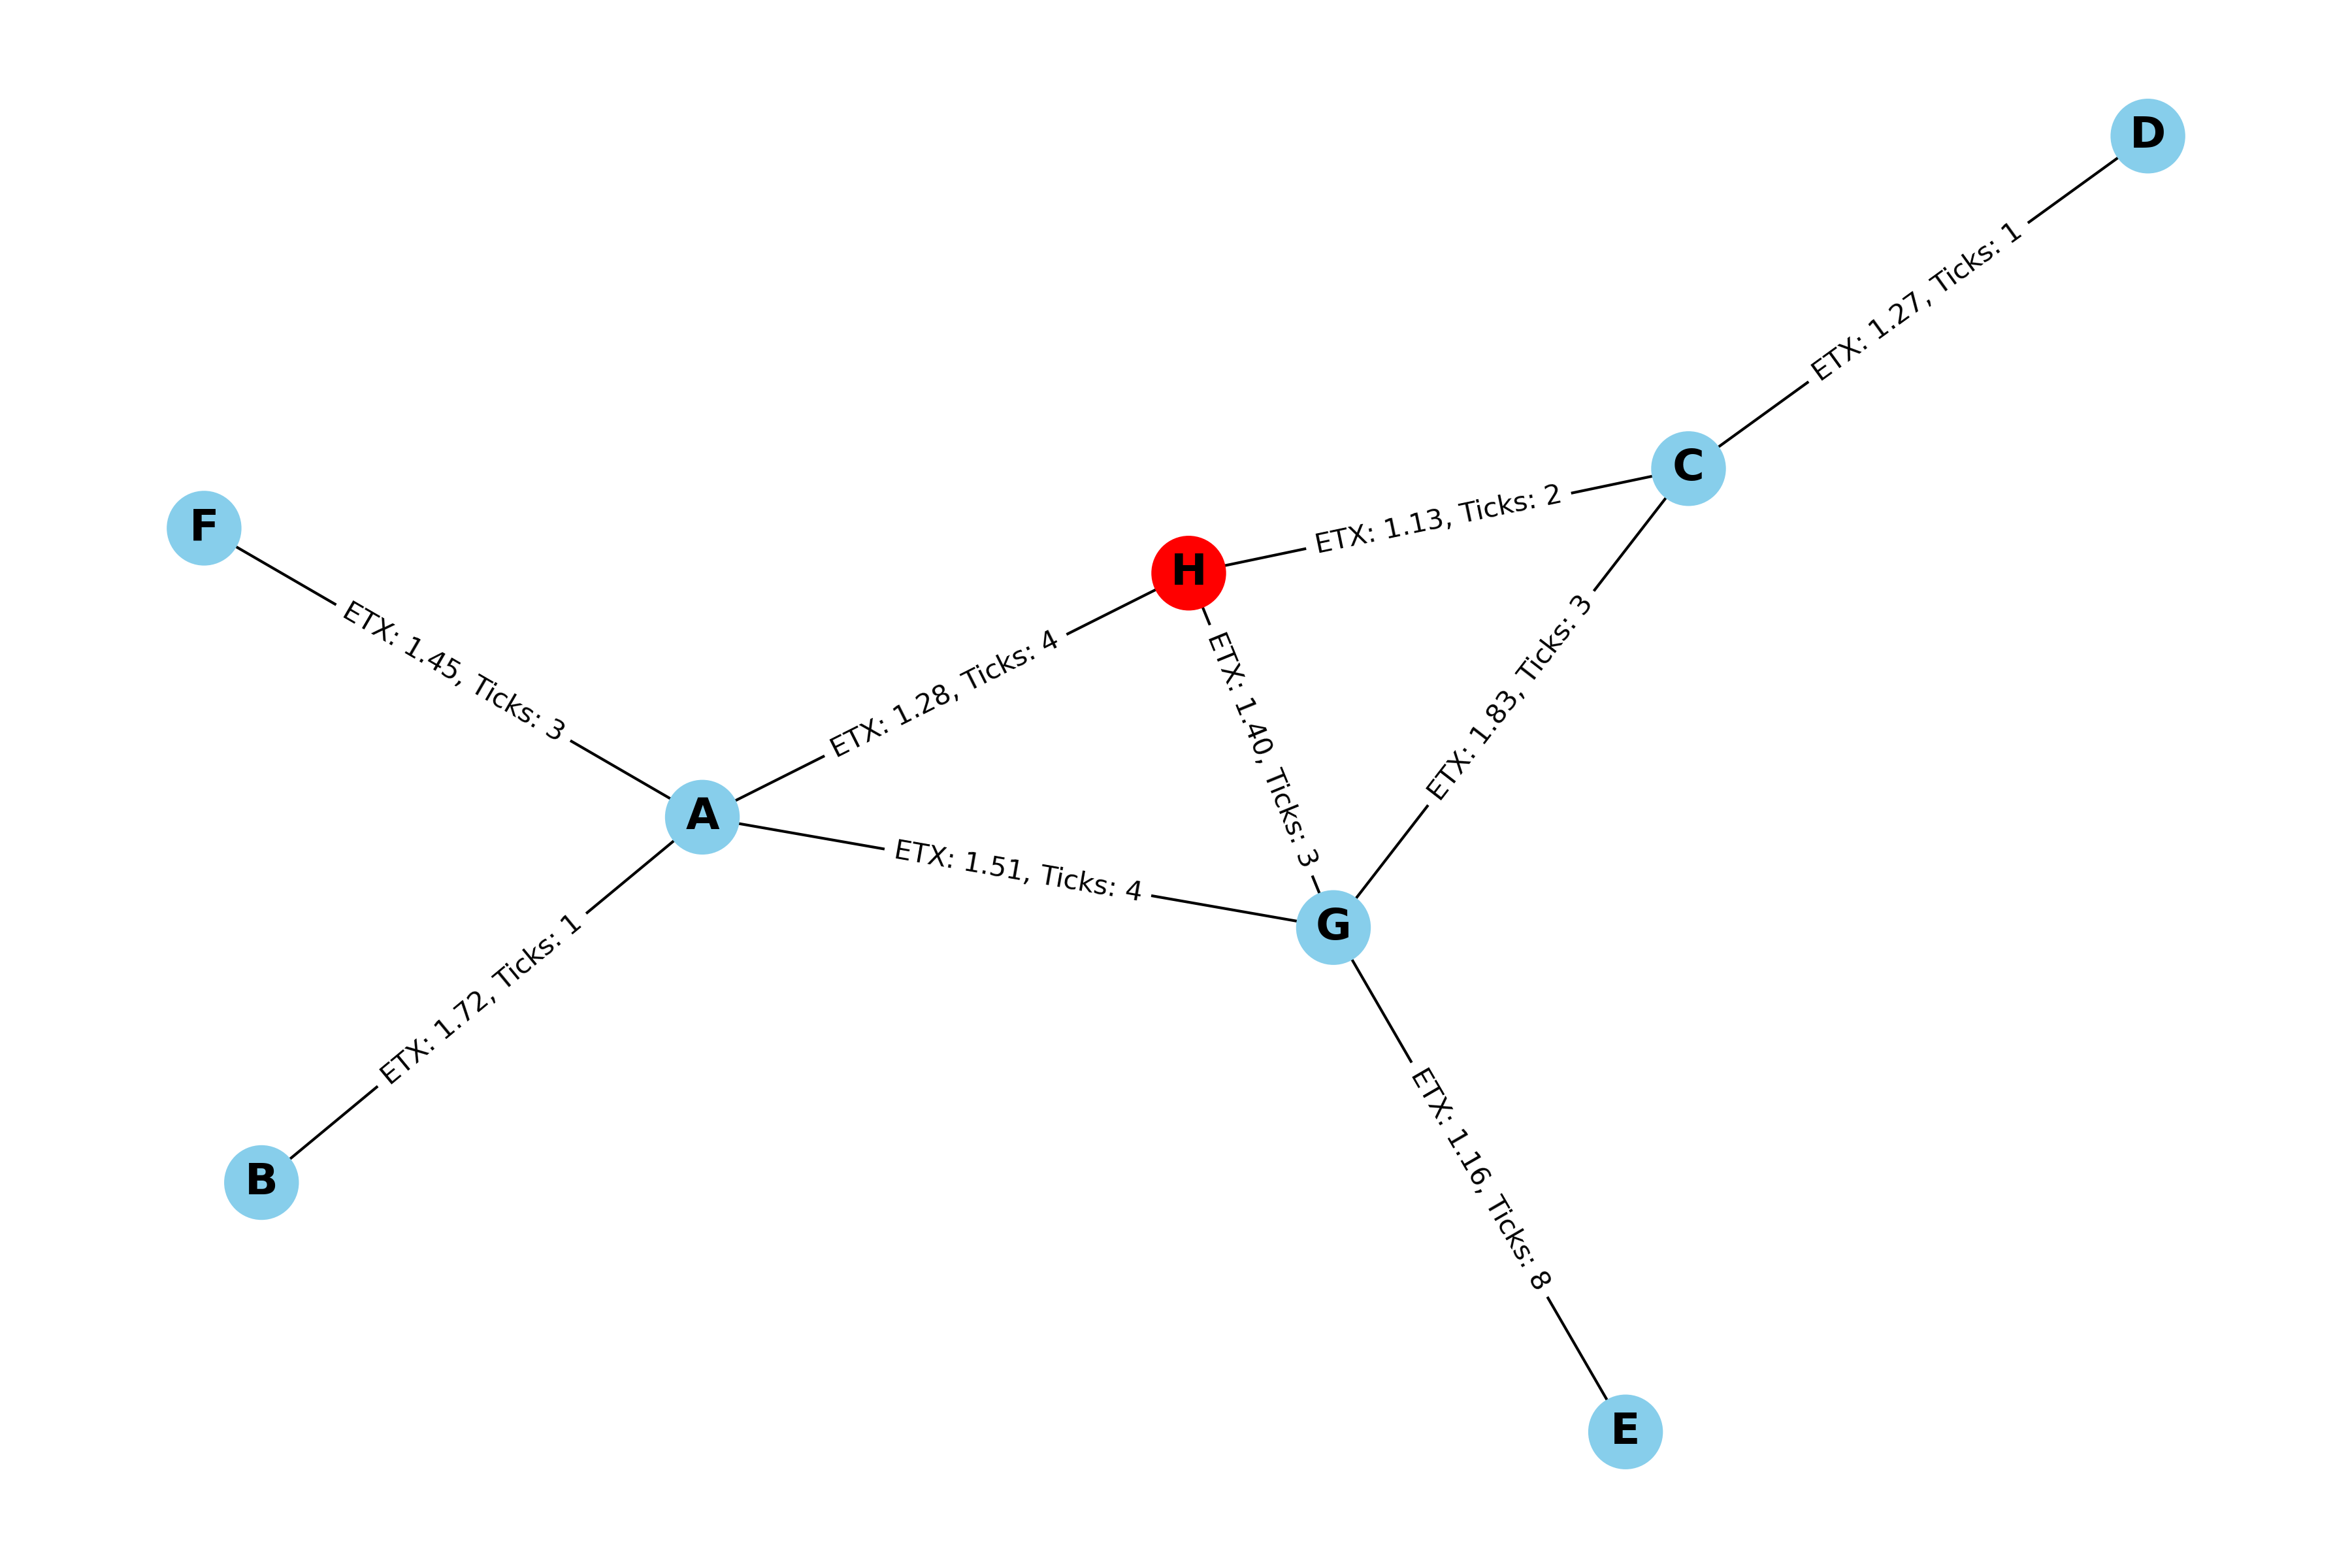 D
ETX: 1.27, Ticks: 1
C
ETX: 1.13, Ticks: 2
F
H
ETX: 1.45, Ticks: 3
ETX: 1.28, Ticks: 4
ETX: 1.40, Ticks: 3
ETX: 1.83, Ticks: 3
A
ETX: 1.51, Ticks: 4
G
ETX: 1.72, Ticks: 1
B
ETX: 1.16, Ticks: 8
E